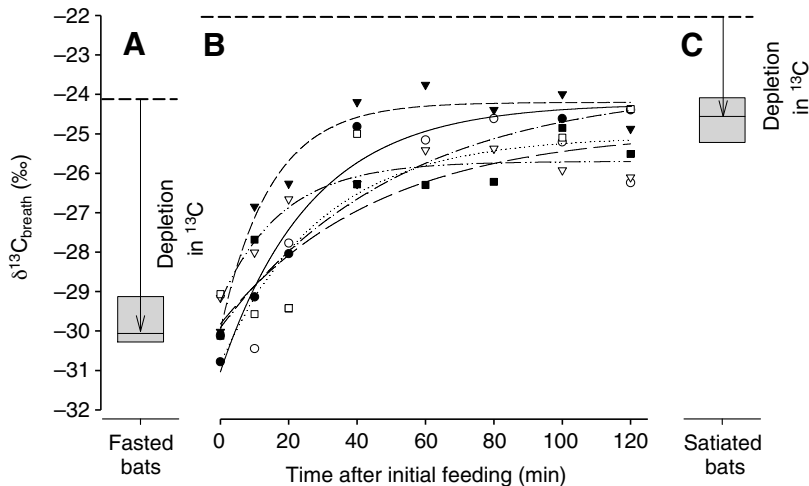 A
B
C
–22
–23
–24
–25
–26
–27
–28
–29
–30
–31
–32
δ¹³C_breath (‰)
Depletion
in ¹³C
Depletion
in ¹³C
0 20 40 60 80 100 120
Fasted
bats
Time after initial feeding (min)
Satiated
bats